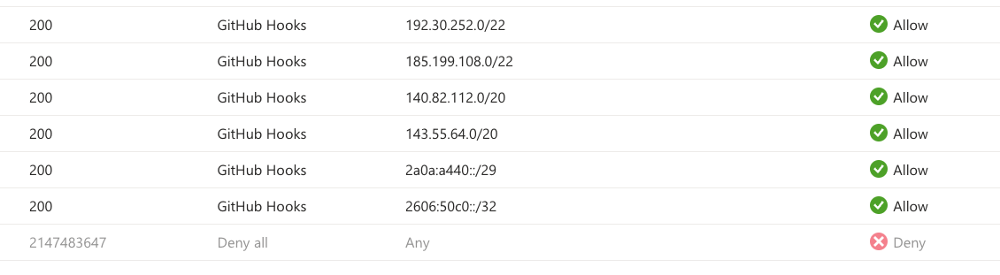 200 GitHub Hooks 192.30.252.0/22 Allow
200 GitHub Hooks 185.199.108.0/22 Allow
200 GitHub Hooks 140.82.112.0/20 Allow
200 GitHub Hooks 143.55.64.0/20 Allow
200 GitHub Hooks 2a0a:a440::/29 Allow
200 GitHub Hooks 2606:50c0::/32 Allow
2147483647 Deny all Any Deny